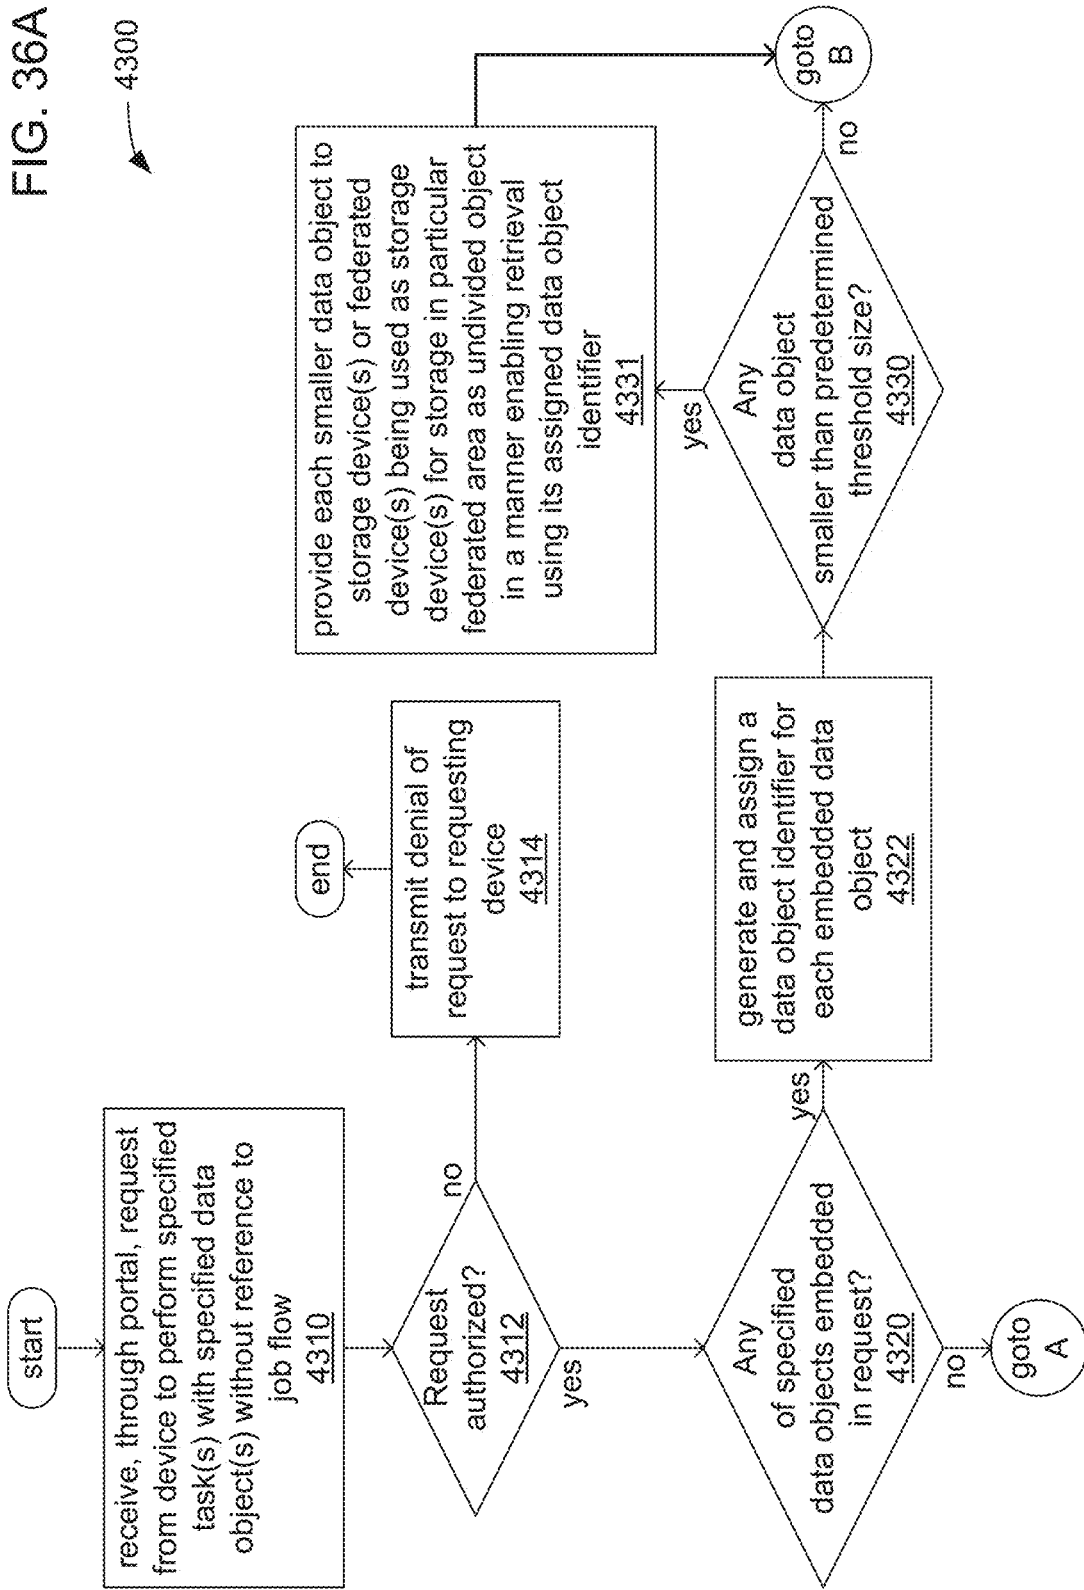 FIG. 36A
4300
start
receive, through portal, request
from device to perform specified
task(s) with specified data
object(s) without reference to
job flow
4310
Request
authorized?
4312
no
yes
transmit denial of
request to requesting
device
4314
end
Any
of specified
data objects embedded
in request?
4320
yes
no
goto
A
generate and assign a
data object identifier for
each embedded data
object
4322
Any
data object
smaller than predetermined
threshold size?
4330
yes
no
provide each smaller data object to
storage device(s) or federated
device(s) being used as storage
device(s) for storage in particular
federated area as undivided object
in a manner enabling retrieval
using its assigned data object
identifier
4331
goto
B